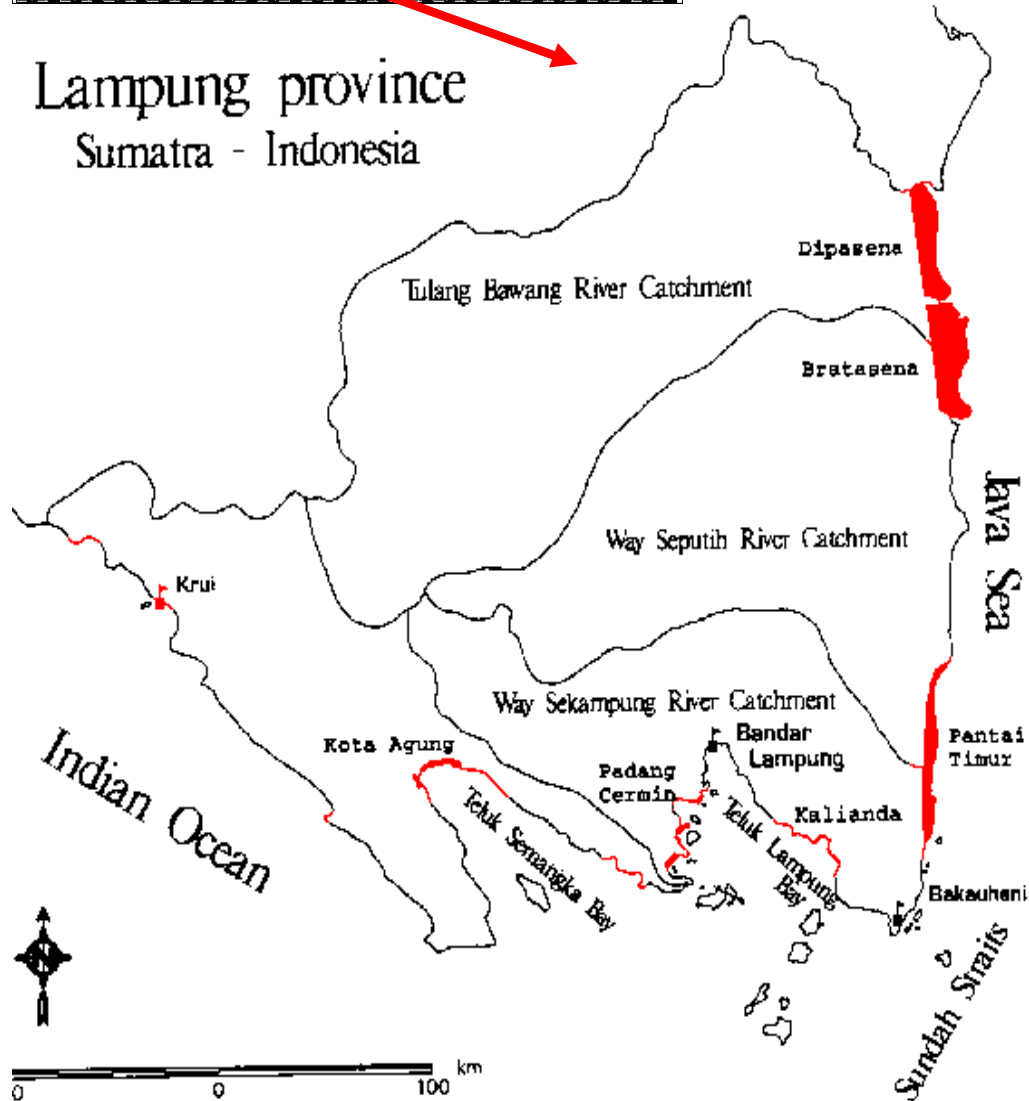 Lampung province
Sumatra - Indonesia
Dipasena
Tulang Bawang River Catchment
Bratasena
Java Sea
Way Seputih River Catchment
Krui
Way Sekampung River Catchment
Bandar
Lampung
Kota Agung
Pantai
Timur
Padang
Cermin
Kalianda
Indian Ocean
Teluk Semangka Bay
Teluk Lampung
Bay
Bakauheni
Sundah Straits
N
km
0
0
100